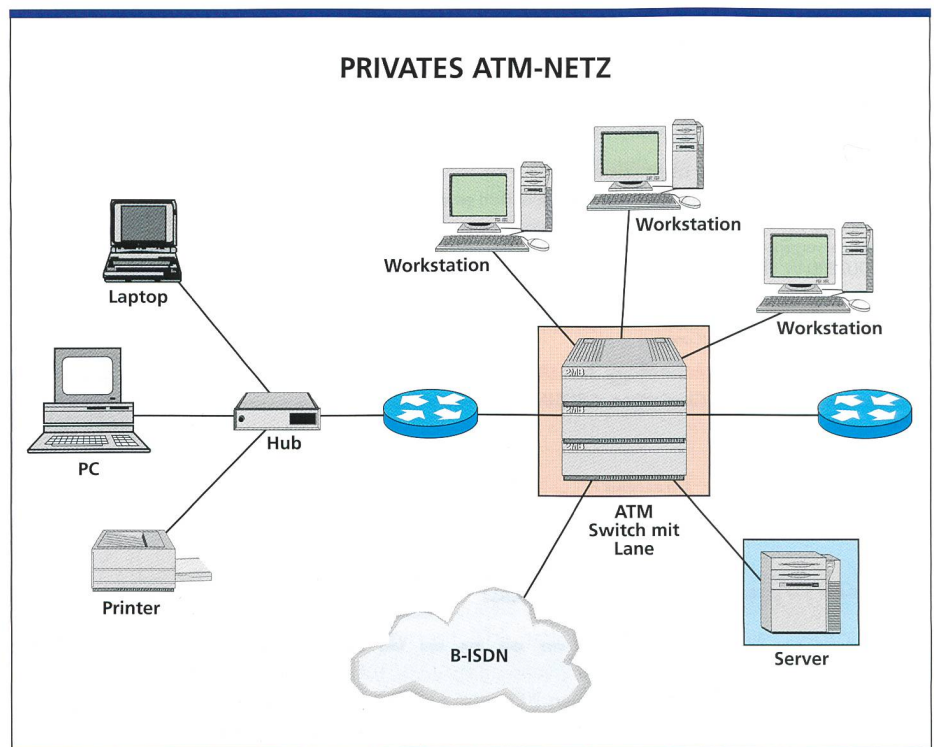 PRIVATES ATM-NETZ
Workstation
Workstation
Laptop
Workstation
PC
Hub
ATM
Switch mit
Lane
Printer
B-ISDN
Server